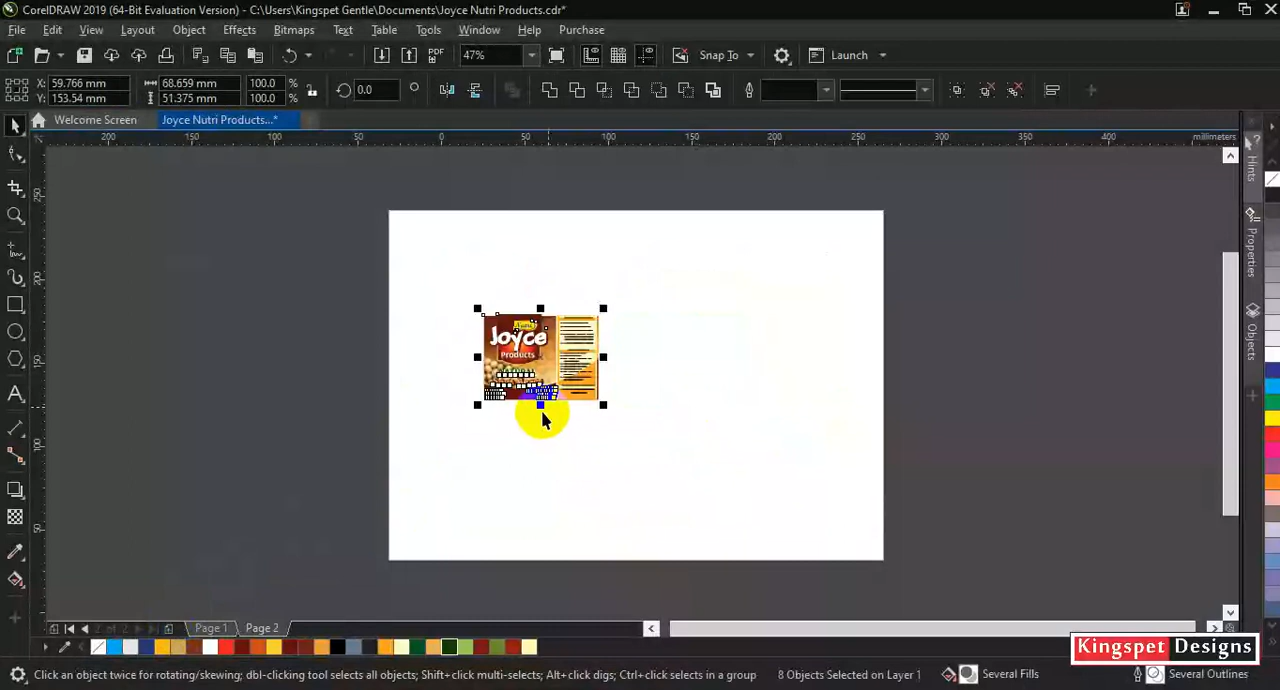 CorelDRAW 2019 (64-Bit Evaluation Version) - C:\Users\Kingspet Gentle\Documents\Joyce Nutri Products.cdr*
File Edit View Layout Object Effects Bitmaps Text Table Tools Window Help Purchase
PDF 47% Snap To Launch
X: 59.766 mm 68.659 mm 100.0 % 0.0
Y: 153.54 mm 51.375 mm 100.0 %
Welcome Screen Joyce Nutri Products...*
200 150 100 50 0 50 100 150 200 250 300 350 400 millimeters
250
200
150
100
50
Hints
Properties
Objects
Joyce
Products
Page 1 Page 2
Kingspet Designs
Click an object twice for rotating/skewing; dbl-clicking tool selects all objects; Shift+click multi-selects; Alt+click digs; Ctrl+click selects in a group 8 Objects Selected on Layer 1 Several Fills Several Outlines